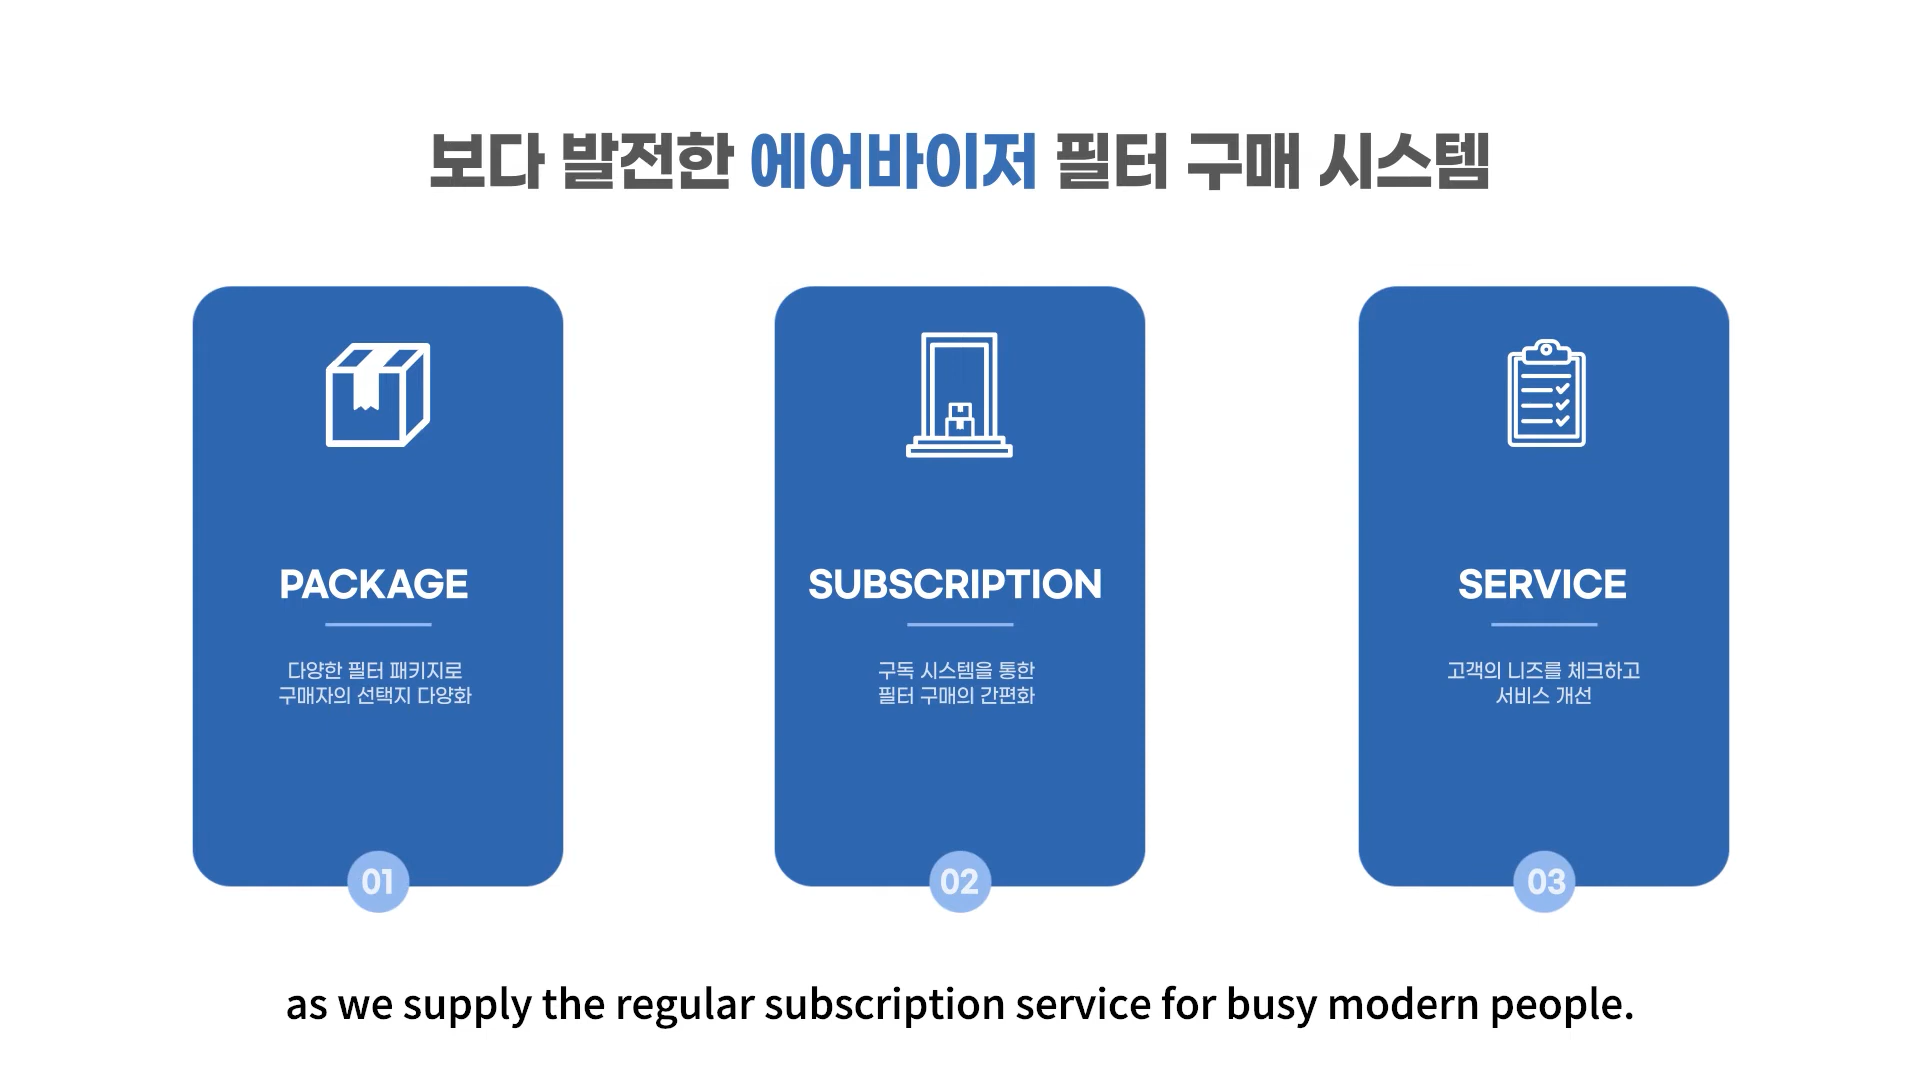 보다 발전한 에어바이저 필터 구매 시스템
PACKAGE
다양한 필터 패키지로
구매자의 선택지 다양화
01
SUBSCRIPTION
구독 시스템을 통한
필터 구매의 간편화
02
SERVICE
고객의 니즈를 체크하고
서비스 개선
03
as we supply the regular subscription service for busy modern people.